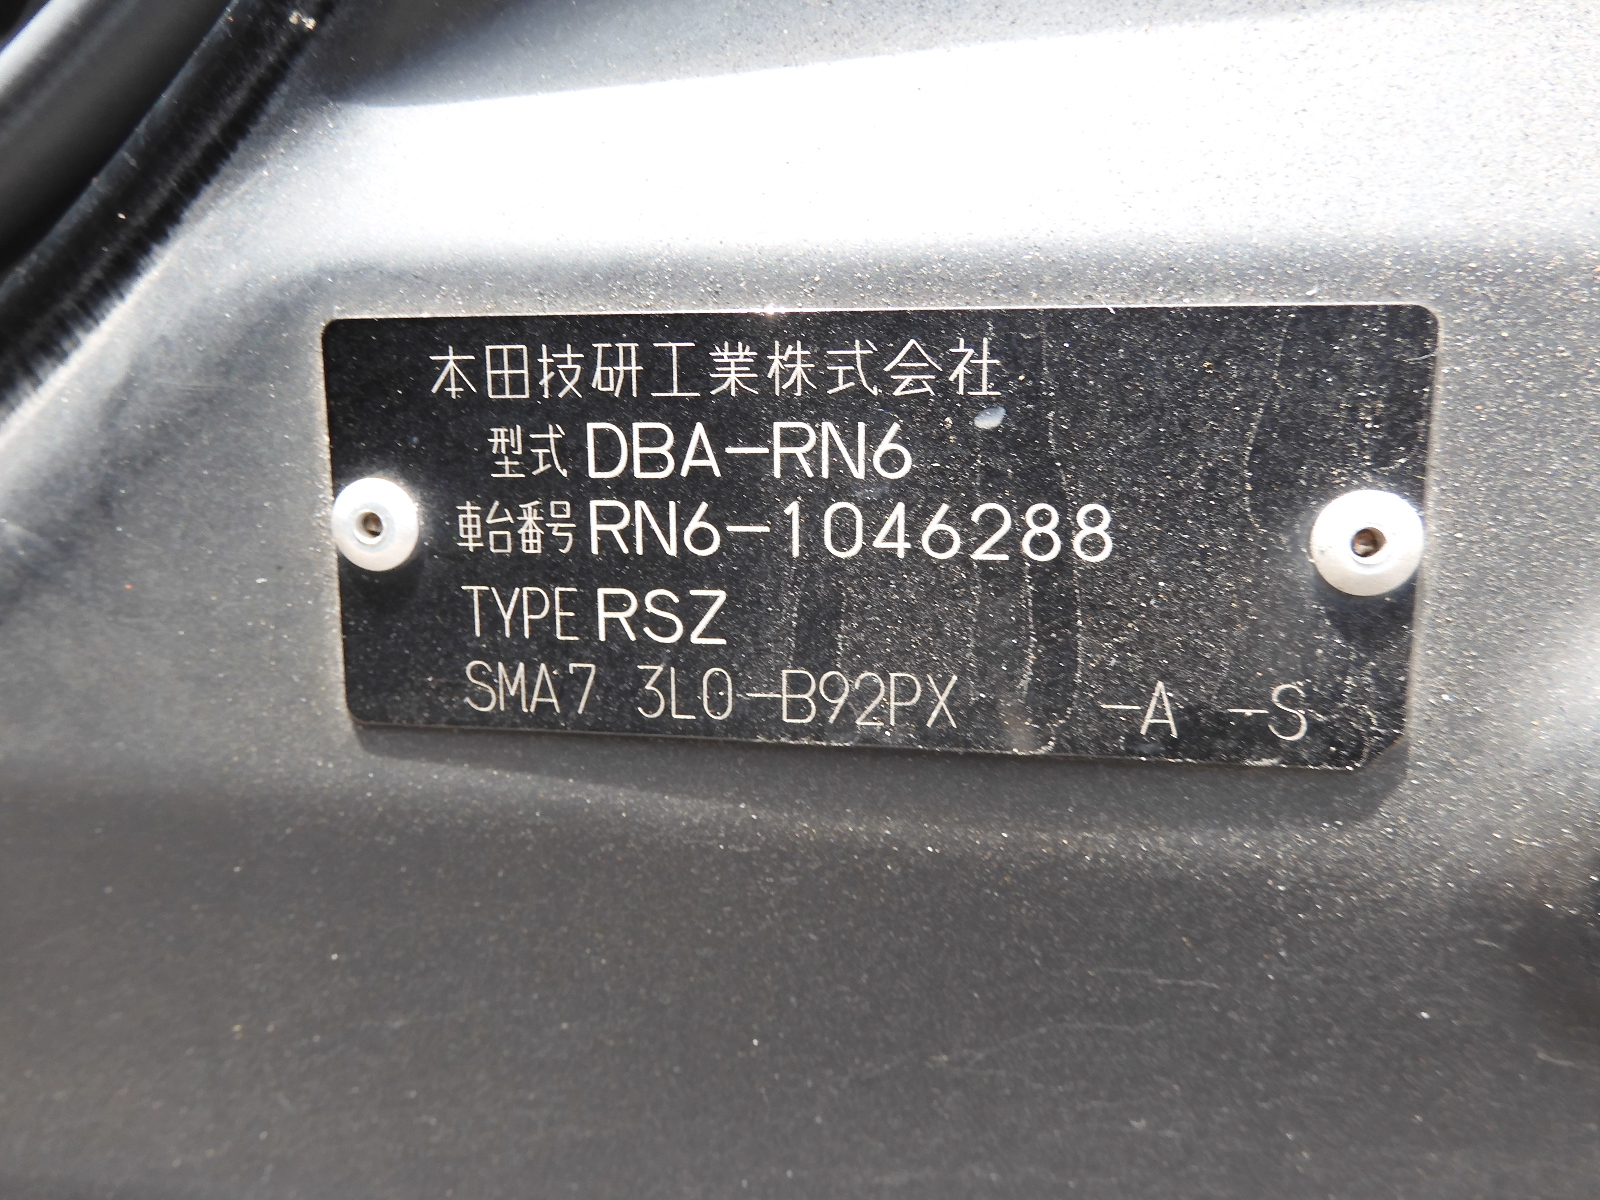 本田技研工業株式会社
型式 DBA-RN6
車台番号 RN6-1046288
TYPE RSZ
SMA7 3L0-B92PX -A -S